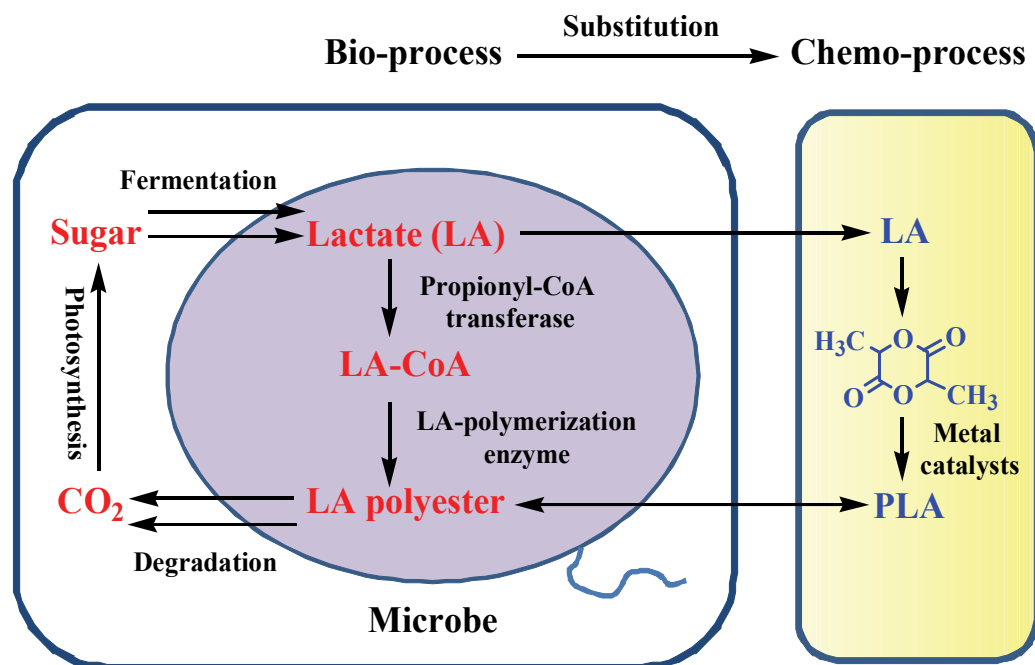 Bio-process
Substitution
Chemo-process
Fermentation
Sugar
Lactate (LA)
LA
Photosynthesis
Propionyl-CoA
transferase
LA-CoA
H₃C
O
O
O
O
CH₃
LA-polymerization
enzyme
Metal
catalysts
CO₂
LA polyester
PLA
Degradation
Microbe